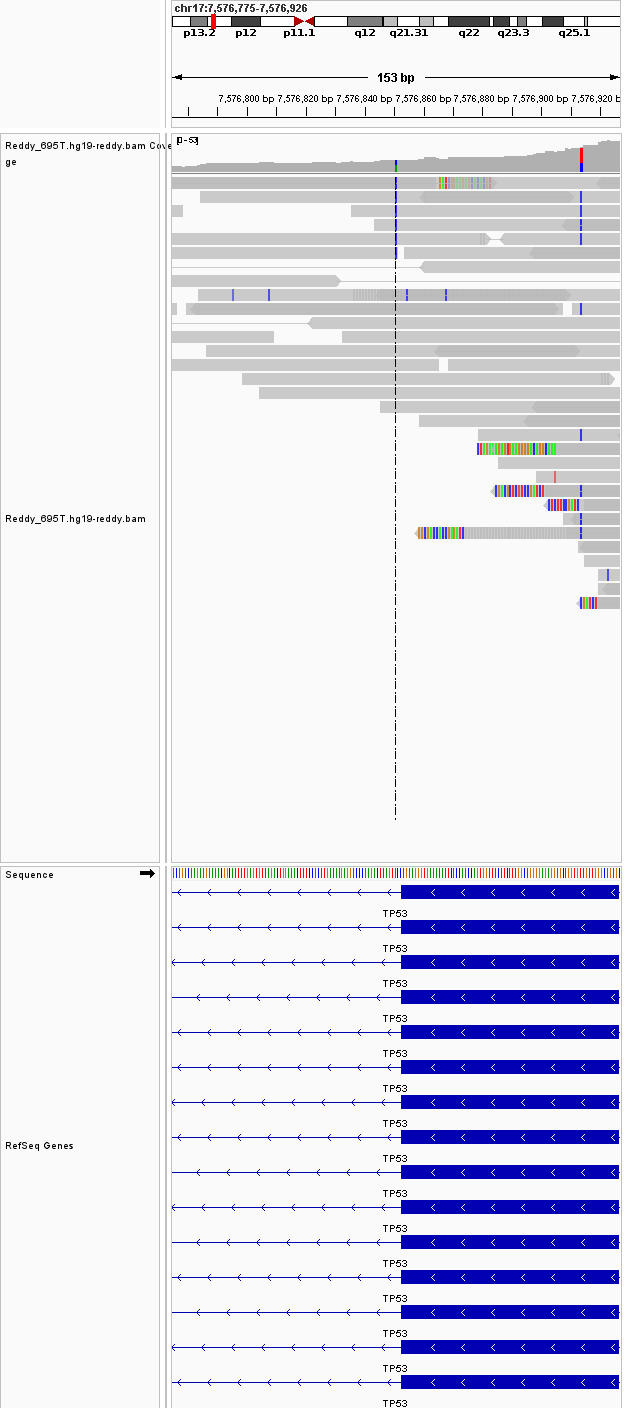 chr17:7,576,775-7,576,926
p13.2 p12 p11.1 q12 q21.31 q22 q23.3 q25.1
153 bp
7,576,800 bp 7,576,820 bp 7,576,840 bp 7,576,860 bp 7,576,880 bp 7,576,900 bp 7,576,920 b
Reddy_695T.hg19-reddy.bam Cove
ge
[0-53]
Reddy_695T.hg19-reddy.bam
Sequence
TP53
TP53
TP53
TP53
TP53
TP53
TP53
RefSeq Genes
TP53
TP53
TP53
TP53
TP53
TP53
TP53
TP53